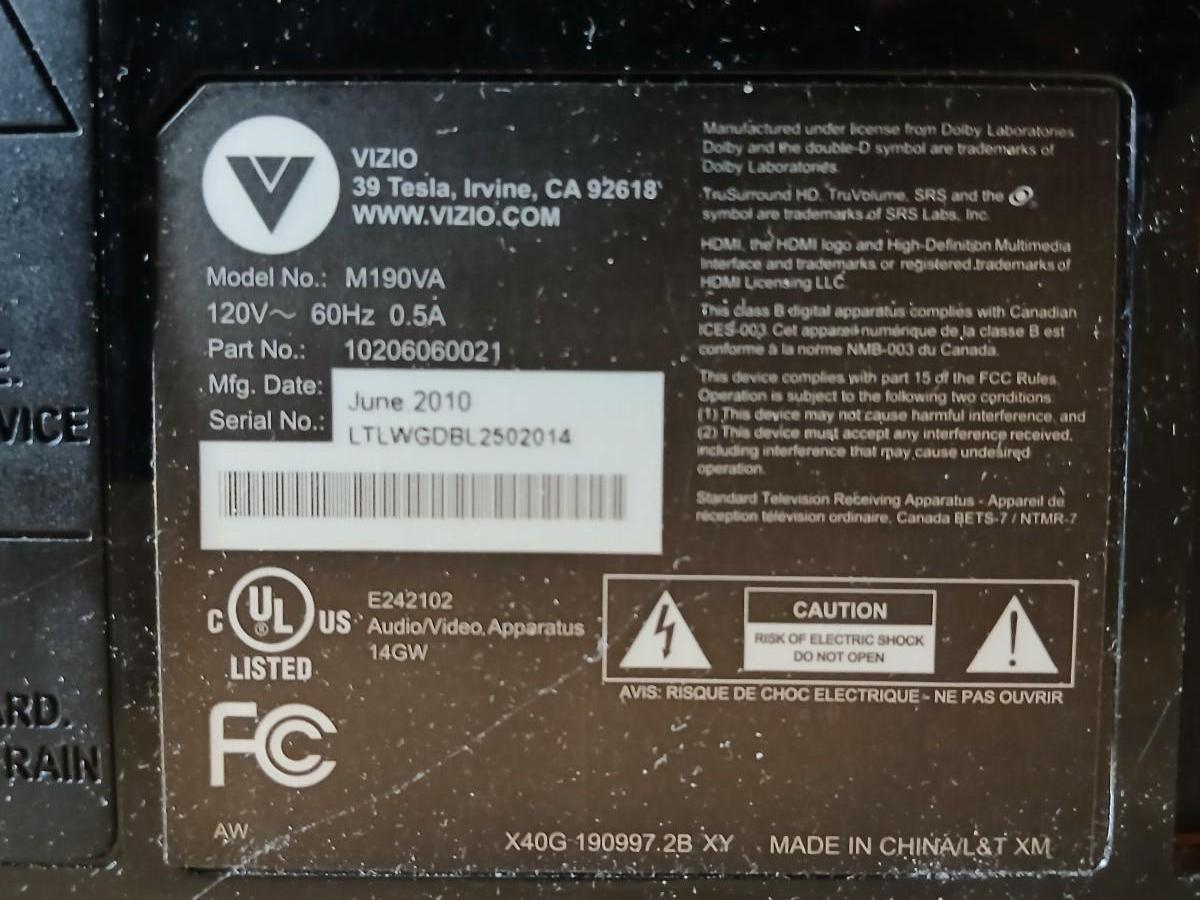 VIZIO
39 Tesla, Irvine, CA 92618
WWW.VIZIO.COM
Model No.: M190VA
120V~ 60Hz 0.5A
Part No.: 10206060021
Mfg. Date: June 2010
Serial No.: LTLWGDBL2502014
C UL ® US
LISTED
E242102
Audio/Video Apparatus
14GW
FC
AW
Manufactured under license from Dolby Laboratories
Dolby and the double-D symbol are trademarks of
Dolby Laboratories.
TruSurround HD, TruVolume, SRS and the
symbol are trademarks of SRS Labs, Inc.
HDMI, the HDMI logo and High-Definition Multimedia
Interface and trademarks or registered trademarks of
HDMI Licensing LLC.
This class B digital apparatus complies with Canadian
ICES-003. Cet appareil numérique de la classe B est
conforme à la norme NMB-003 du Canada.
This device complies with part 15 of the FCC Rules.
Operation is subject to the following two conditions:
(1) This device may not cause harmful interference, and
(2) This device must accept any interference received,
including interference that may cause undesired
operation.
Standard Television Receiving Apparatus - Appareil de
réception télévision ordinaire, Canada BETS-7 / NTMR-7
CAUTION
RISK OF ELECTRIC SHOCK
DO NOT OPEN
AVIS: RISQUE DE CHOC ELECTRIQUE - NE PAS OUVRIR
X40G 190997.2B XY MADE IN CHINA/L&T XM